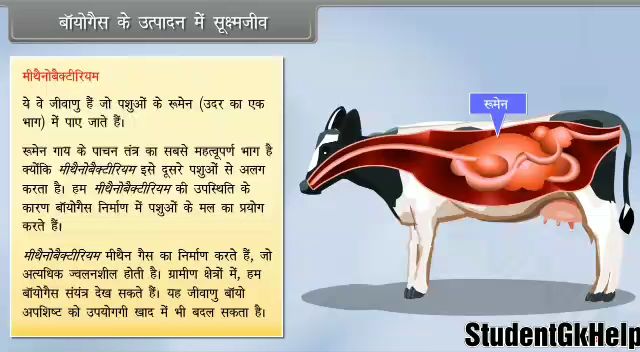 बॉयोगैस के उत्पादन में सूक्ष्मजीव
मीथैनोबैक्टीरियम
ये वे जीवाणु हैं जो पशुओं के रूमेन (उदर का एक
भाग) में पाए जाते हैं।
रूमेन गाय के पाचन तंत्र का सबसे महत्वपूर्ण भाग है
क्योंकि मीथैनोबैक्टीरियम इसे दूसरे पशुओं से अलग
करता है। हम मीथैनोबैक्टीरियम की उपस्थिति के
कारण बॉयोगैस निर्माण में पशुओं के मल का प्रयोग
करते हैं।
मीथैनोबैक्टीरियम मीथैन गैस का निर्माण करते हैं, जो
अत्यधिक ज्वलनशील होती है। ग्रामीण क्षेत्रों में, हम
बॉयोगैस संयंत्र देख सकते हैं। यह जीवाणु बॉयो
अपशिष्ट को उपयोगगी खाद में भी बदल सकता है।
रूमेन
StudentGkHelp